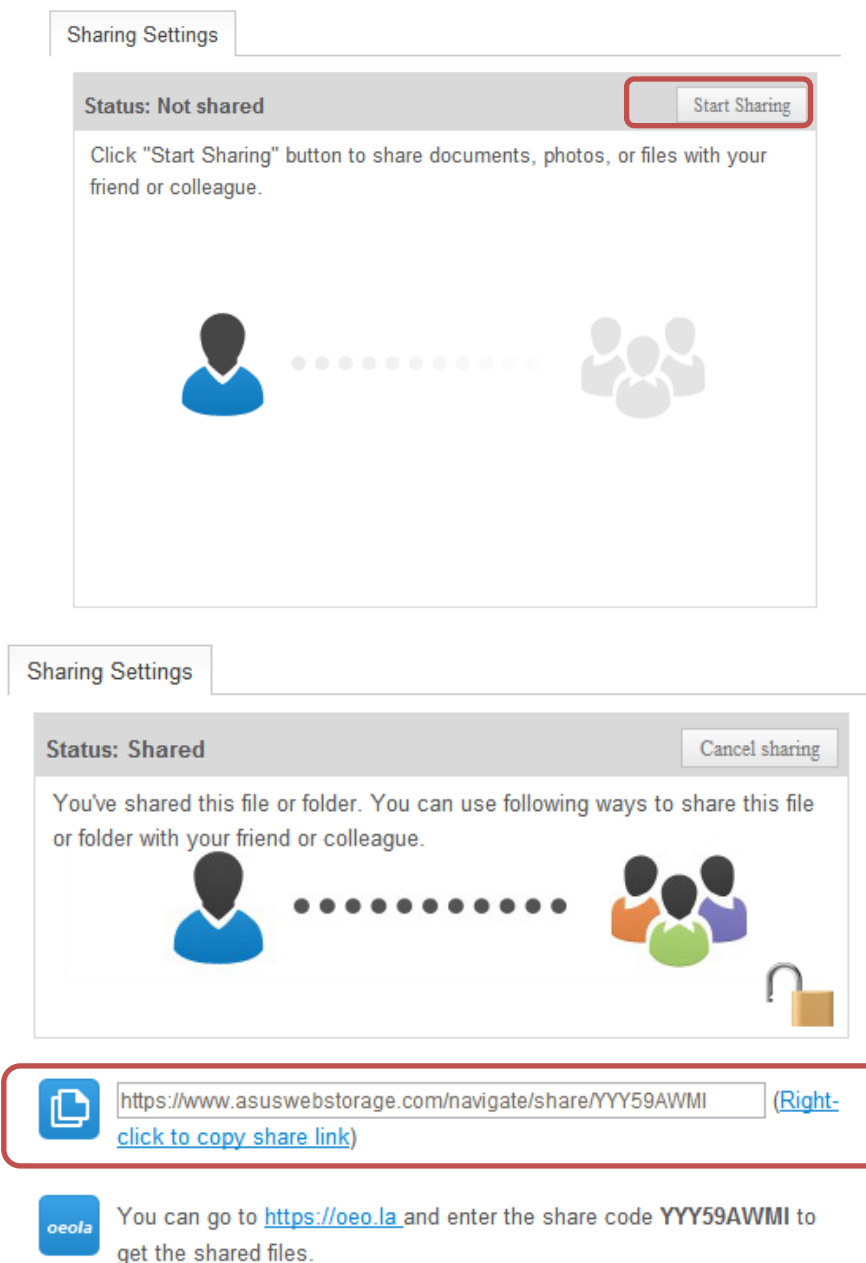 Sharing Settings
Status: Not shared
Start Sharing
Click "Start Sharing" button to share documents, photos, or files with your
friend or colleague.
Sharing Settings
Status: Shared
Cancel sharing
You've shared this file or folder. You can use following ways to share this file
or folder with your friend or colleague.
https://www.asuswebstorage.com/navigate/share/YYY59AWMI (Right-
click to copy share link)
oeola
You can go to https://oeo.la and enter the share code YYY59AWMI to
get the shared files.